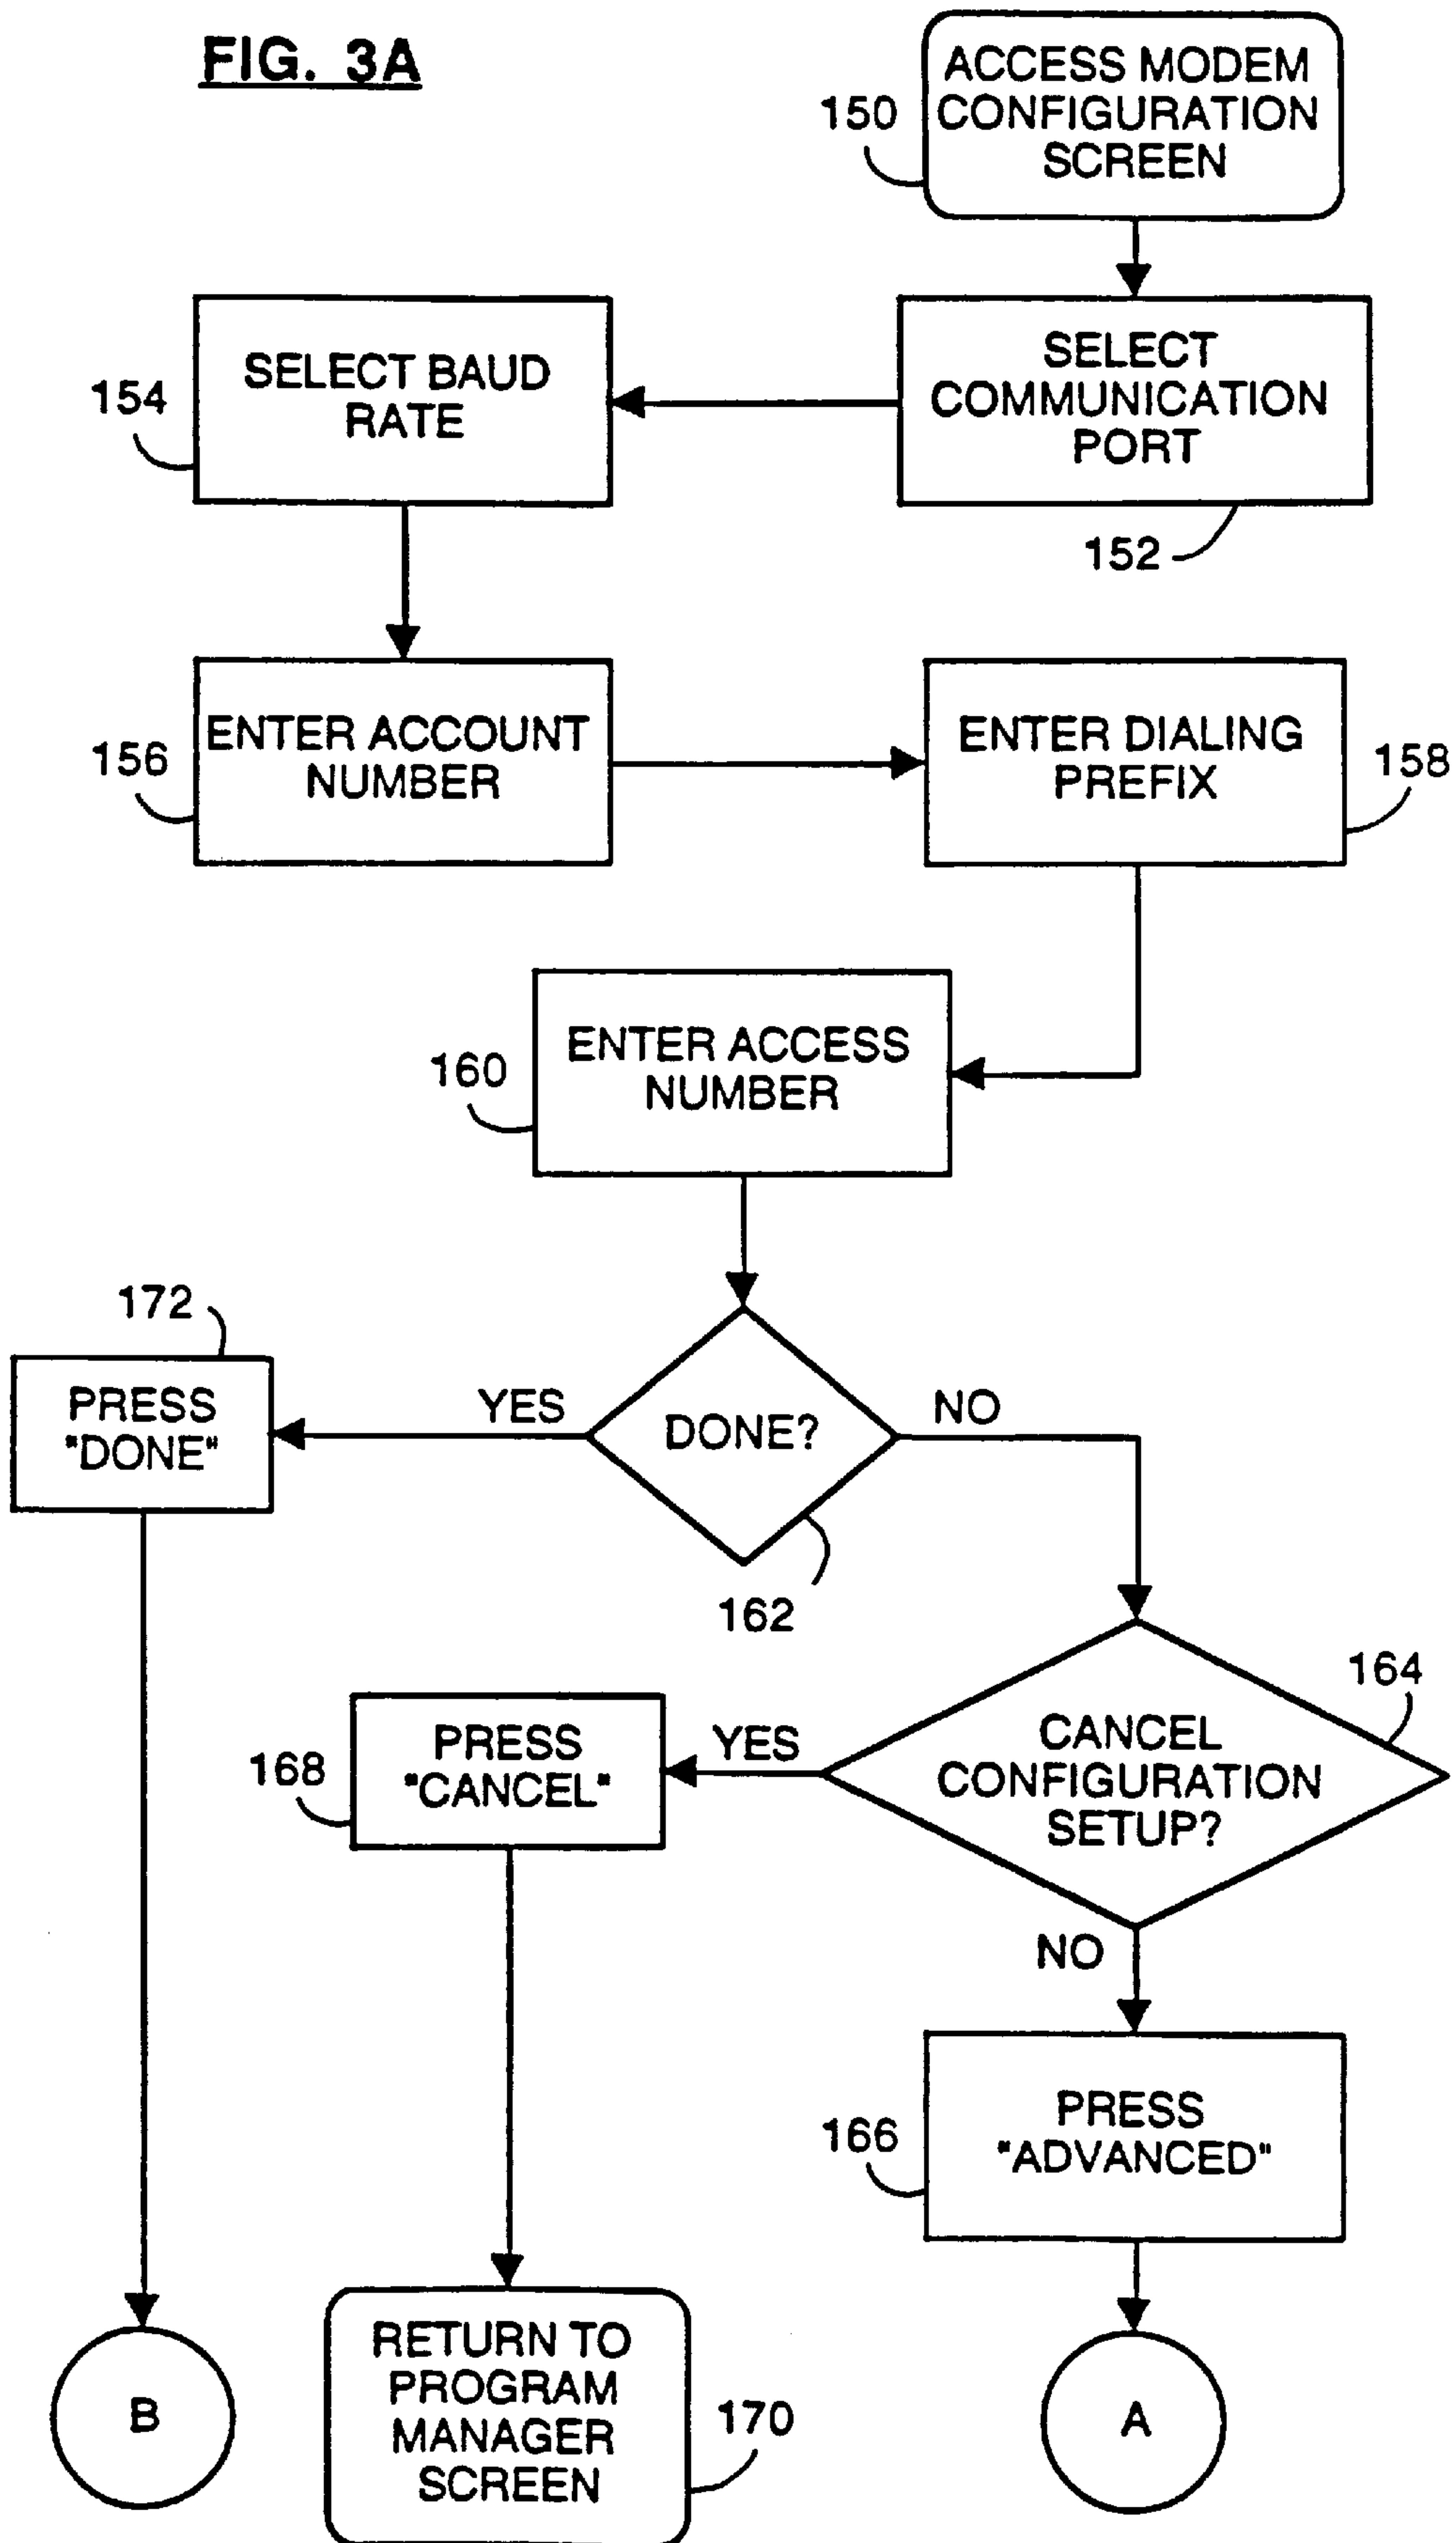 FIG. 3A
ACCESS MODEM
CONFIGURATION
SCREEN
150
SELECT
COMMUNICATION
PORT
152
SELECT BAUD
RATE
154
ENTER ACCOUNT
NUMBER
156
ENTER DIALING
PREFIX
158
ENTER ACCESS
NUMBER
160
DONE?
162
YES
NO
PRESS
"DONE"
172
CANCEL
CONFIGURATION
SETUP?
164
YES
NO
PRESS
"CANCEL"
168
PRESS
"ADVANCED"
166
B
RETURN TO
PROGRAM
MANAGER
SCREEN
170
A